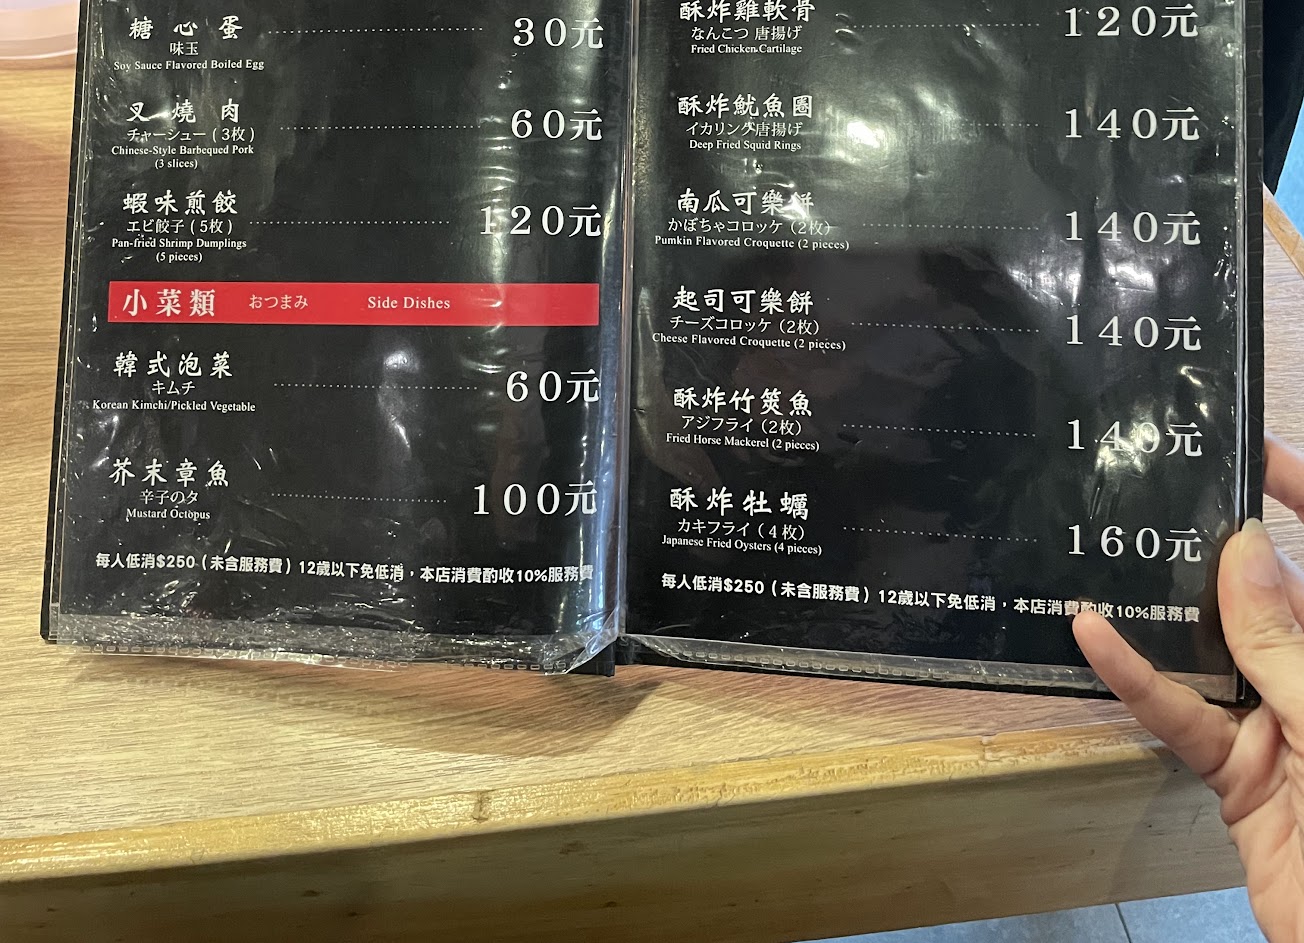 糖心蛋 30元
味玉
Soy Sauce Flavored Boiled Egg
叉燒肉 60元
チャーシュー(3枚)
Chinese-Style Barbequed Pork
(3 slices)
蝦味煎餃 120元
エビ餃子(5枚)
Pan-fried Shrimp Dumplings
(5 pieces)
小菜類 おつまみ Side Dishes
韓式泡菜 60元
キムチ
Korean Kimchi/Pickled Vegetable
芥末章魚 100元
辛子のタ
Mustard Octopus
每人低消$250(未含服務費)12歲以下免低消,本店消費酌收10%服務費
酥炸雞軟骨 120元
なんこつ 唐揚げ
Fried Chicken Cartilage
酥炸魷魚圈 140元
イカリング唐揚げ
Deep Fried Squid Rings
南瓜可樂餅 140元
かぼちゃコロッケ(2枚)
Pumkin Flavored Croquette (2 pieces)
起司可樂餅 140元
チーズコロッケ(2枚)
Cheese Flavored Croquette (2 pieces)
酥炸竹筴魚 140元
アジフライ(2枚)
Fried Horse Mackerel (2 pieces)
酥炸牡蠣 160元
カキフライ(4枚)
Japanese Fried Oysters (4 pieces)
每人低消$250(未含服務費)12歲以下免低消,本店消費酌收10%服務費